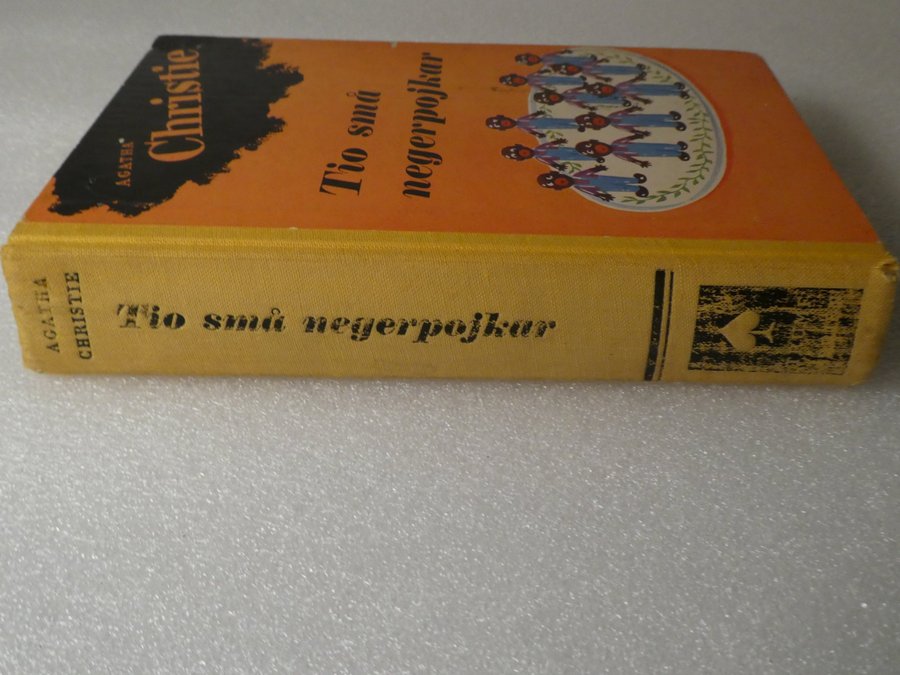 AGATHA
Christie
Tio små
negerpojkar
AGATHA
CHRISTIE
Tio små negerpojkar